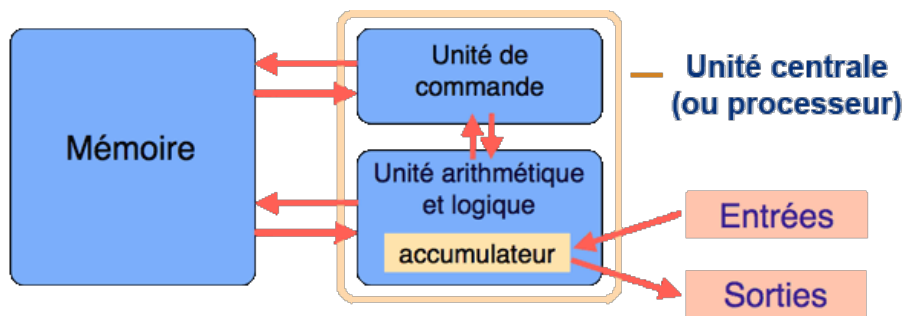 Mémoire
Unité de
commande
Unité centrale
(ou processeur)
Unité arithmétique
et logique
accumulateur
Entrées
Sorties